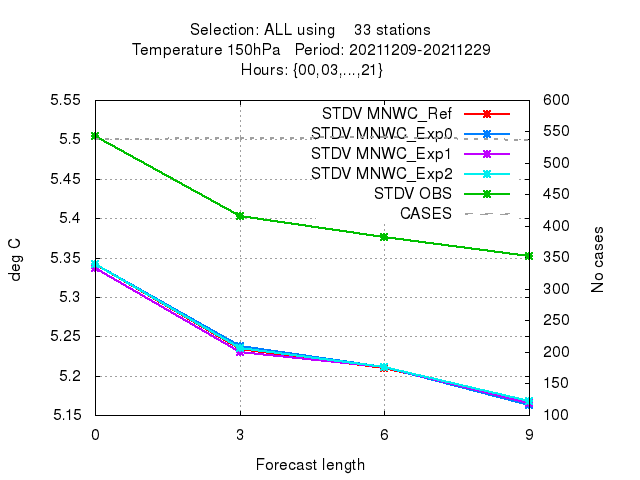 Selection: ALL using 33 stations
Temperature 150hPa Period: 20211209-20211229
Hours: {00,03,...,21}
STDV MNWC_Ref
STDV MNWC_Exp0
STDV MNWC_Exp1
STDV MNWC_Exp2
STDV OBS
CASES
5.55
5.5
5.45
5.4
5.35
5.3
5.25
5.2
5.15
600
550
500
450
400
350
300
250
200
150
100
deg C
No cases
0 3 6 9
Forecast length